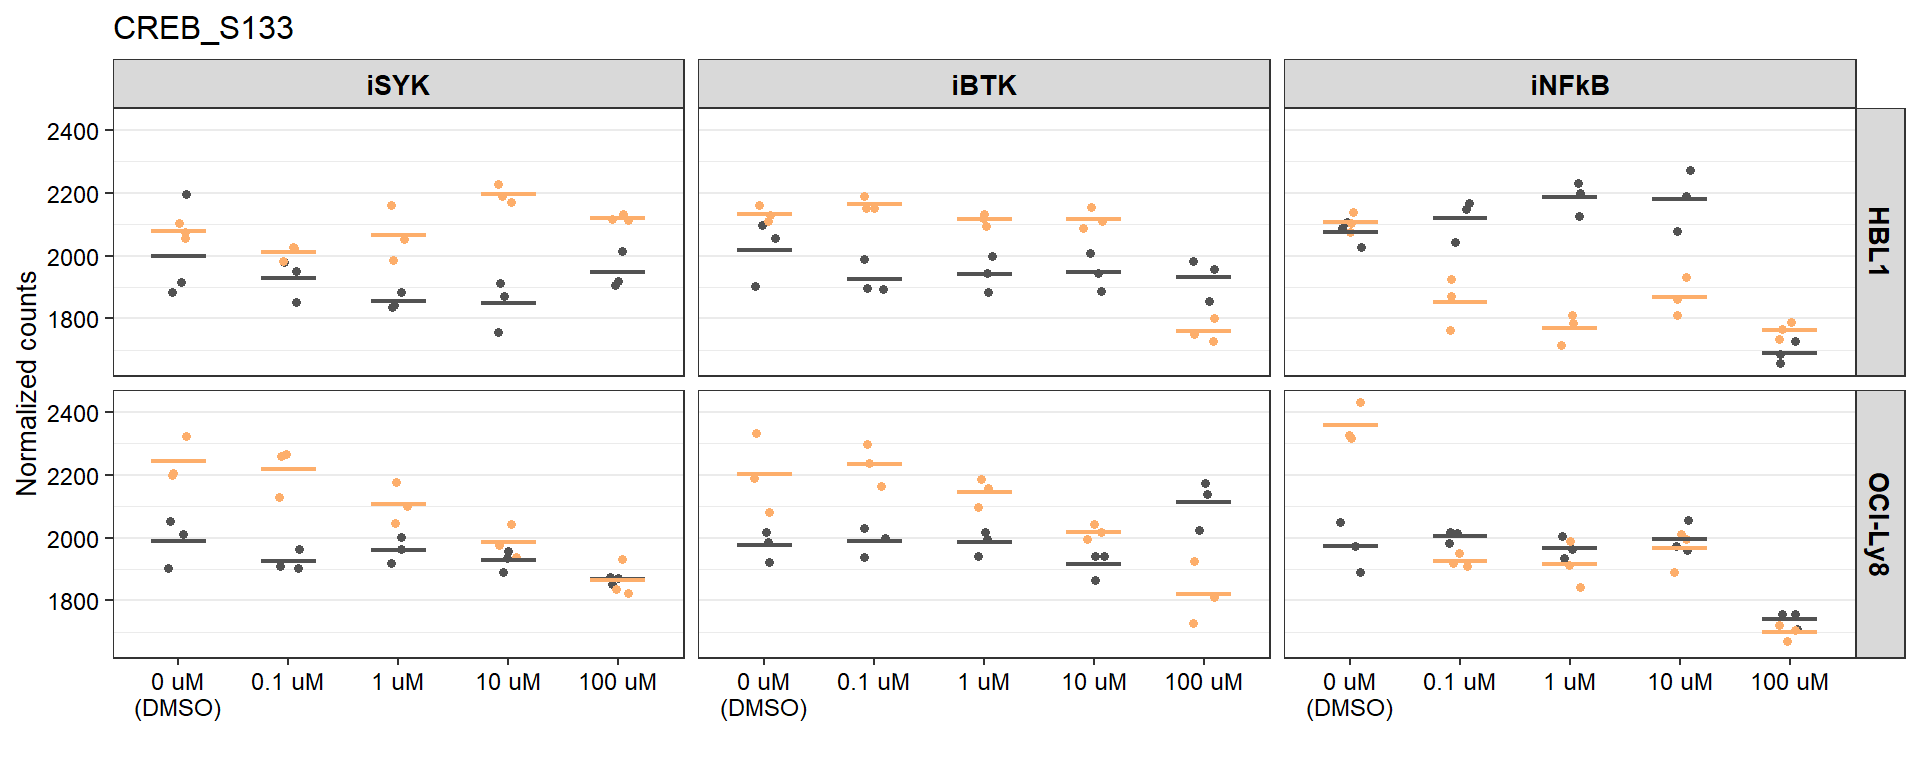 CREB_S133
iSYK
iBTK
iNFkB
Normalized counts
2400
2200
2000
1800
HBL1
2400
2200
2000
1800
OCI-Ly8
0 uM
(DMSO)
0.1 uM
1 uM
10 uM
100 uM
0 uM
(DMSO)
0.1 uM
1 uM
10 uM
100 uM
0 uM
(DMSO)
0.1 uM
1 uM
10 uM
100 uM